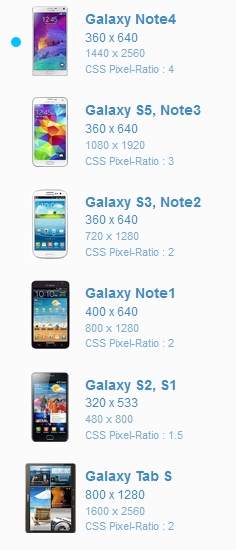 Galaxy Note4
360 x 640
1440 x 2560
CSS Pixel-Ratio : 4
Galaxy S5, Note3
360 x 640
1080 x 1920
CSS Pixel-Ratio : 3
Galaxy S3, Note2
360 x 640
720 x 1280
CSS Pixel-Ratio : 2
Galaxy Note1
400 x 640
800 x 1280
CSS Pixel-Ratio : 2
Galaxy S2, S1
320 x 533
480 x 800
CSS Pixel-Ratio : 1.5
Galaxy Tab S
800 x 1280
1600 x 2560
CSS Pixel-Ratio : 2